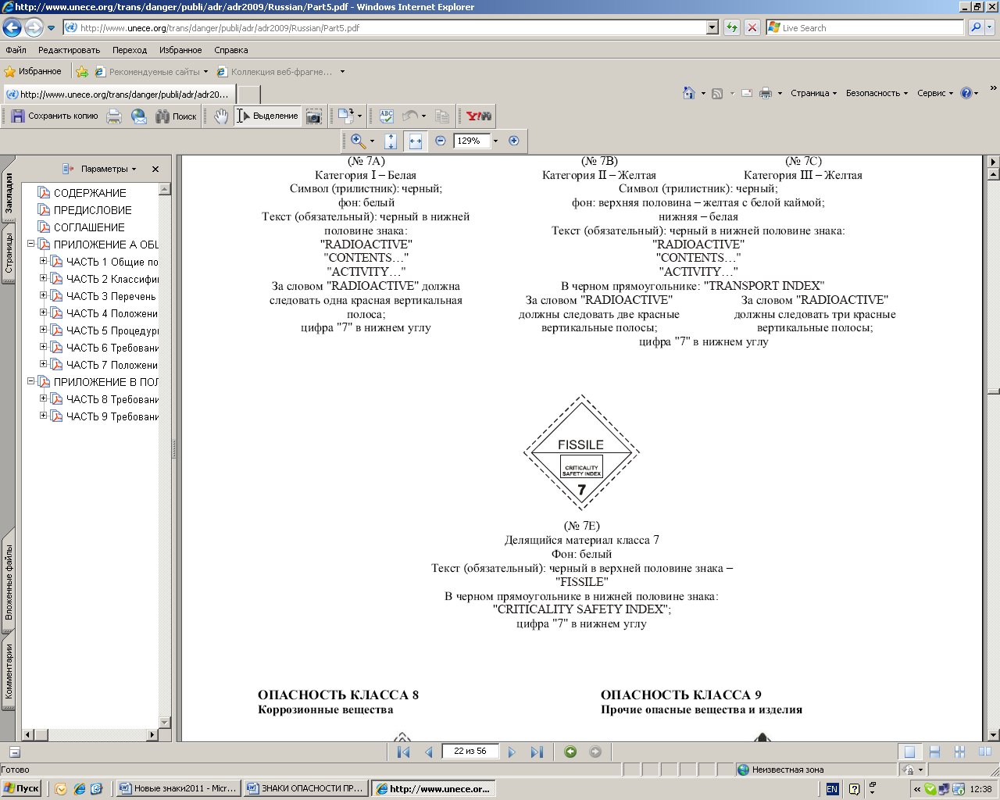 http://www.unece.org/trans/danger/publi/adr/adr2009/Russian/Part5.pdf - Windows Internet Explorer
http://www.unece.org/trans/danger/publi/adr/adr2009/Russian/Part5.pdf
Live Search
Файл Редактировать Переход Избранное Справка
Избранное Рекомендуемые сайты Коллекция веб-фрагме...
http://www.unece.org/trans/danger/publi/adr/adr20...
Страница Безопасность Сервис
Сохранить копию Поиск Выделение
129%
Параметры
Закладки
Страницы
Вложенные файлы
Комментарии
СОДЕРЖАНИЕ
ПРЕДИСЛОВИЕ
СОГЛАШЕНИЕ
ПРИЛОЖЕНИЕ А ОБЩ
ЧАСТЬ 1 Общие по
ЧАСТЬ 2 Классифи
ЧАСТЬ 3 Перечень
ЧАСТЬ 4 Положени
ЧАСТЬ 5 Процедур
ЧАСТЬ 6 Требовани
ЧАСТЬ 7 Положени
ПРИЛОЖЕНИЕ В ПОЛ
ЧАСТЬ 8 Требовани
ЧАСТЬ 9 Требовани
(№ 7A)
Категория I – Белая
Символ (трилистник): черный;
фон: белый
Текст (обязательный): черный в нижней
половине знака:
"RADIOACTIVE"
"CONTENTS…"
"ACTIVITY…"
За словом "RADIOACTIVE" должна
следовать одна красная вертикальная
полоса;
цифра "7" в нижнем углу
(№ 7B) (№ 7C)
Категория II – Желтая Категория III – Желтая
Символ (трилистник): черный;
фон: верхняя половина – желтая с белой каймой;
нижняя – белая
Текст (обязательный): черный в нижней половине знака:
"RADIOACTIVE"
"CONTENTS…"
"ACTIVITY…"
В черном прямоугольнике: "TRANSPORT INDEX"
За словом "RADIOACTIVE" За словом "RADIOACTIVE"
должны следовать две красные должны следовать три красные
вертикальные полосы; вертикальные полосы;
цифра "7" в нижнем углу
FISSILE
CRITICALITY
SAFETY INDEX
7
(№ 7E)
Делящийся материал класса 7
Фон: белый
Текст (обязательный): черный в верхней половине знака –
"FISSILE"
В черном прямоугольнике в нижней половине знака:
"CRITICALITY SAFETY INDEX";
цифра "7" в нижнем углу
ОПАСНОСТЬ КЛАССА 8
Коррозионные вещества
ОПАСНОСТЬ КЛАССА 9
Прочие опасные вещества и изделия
22 из 56
Готово
Неизвестная зона
Пуск
Новые знаки2011 - Micr...
ЗНАКИ ОПАСНОСТИ ПР...
http://www.unece.or...
EN
12:38